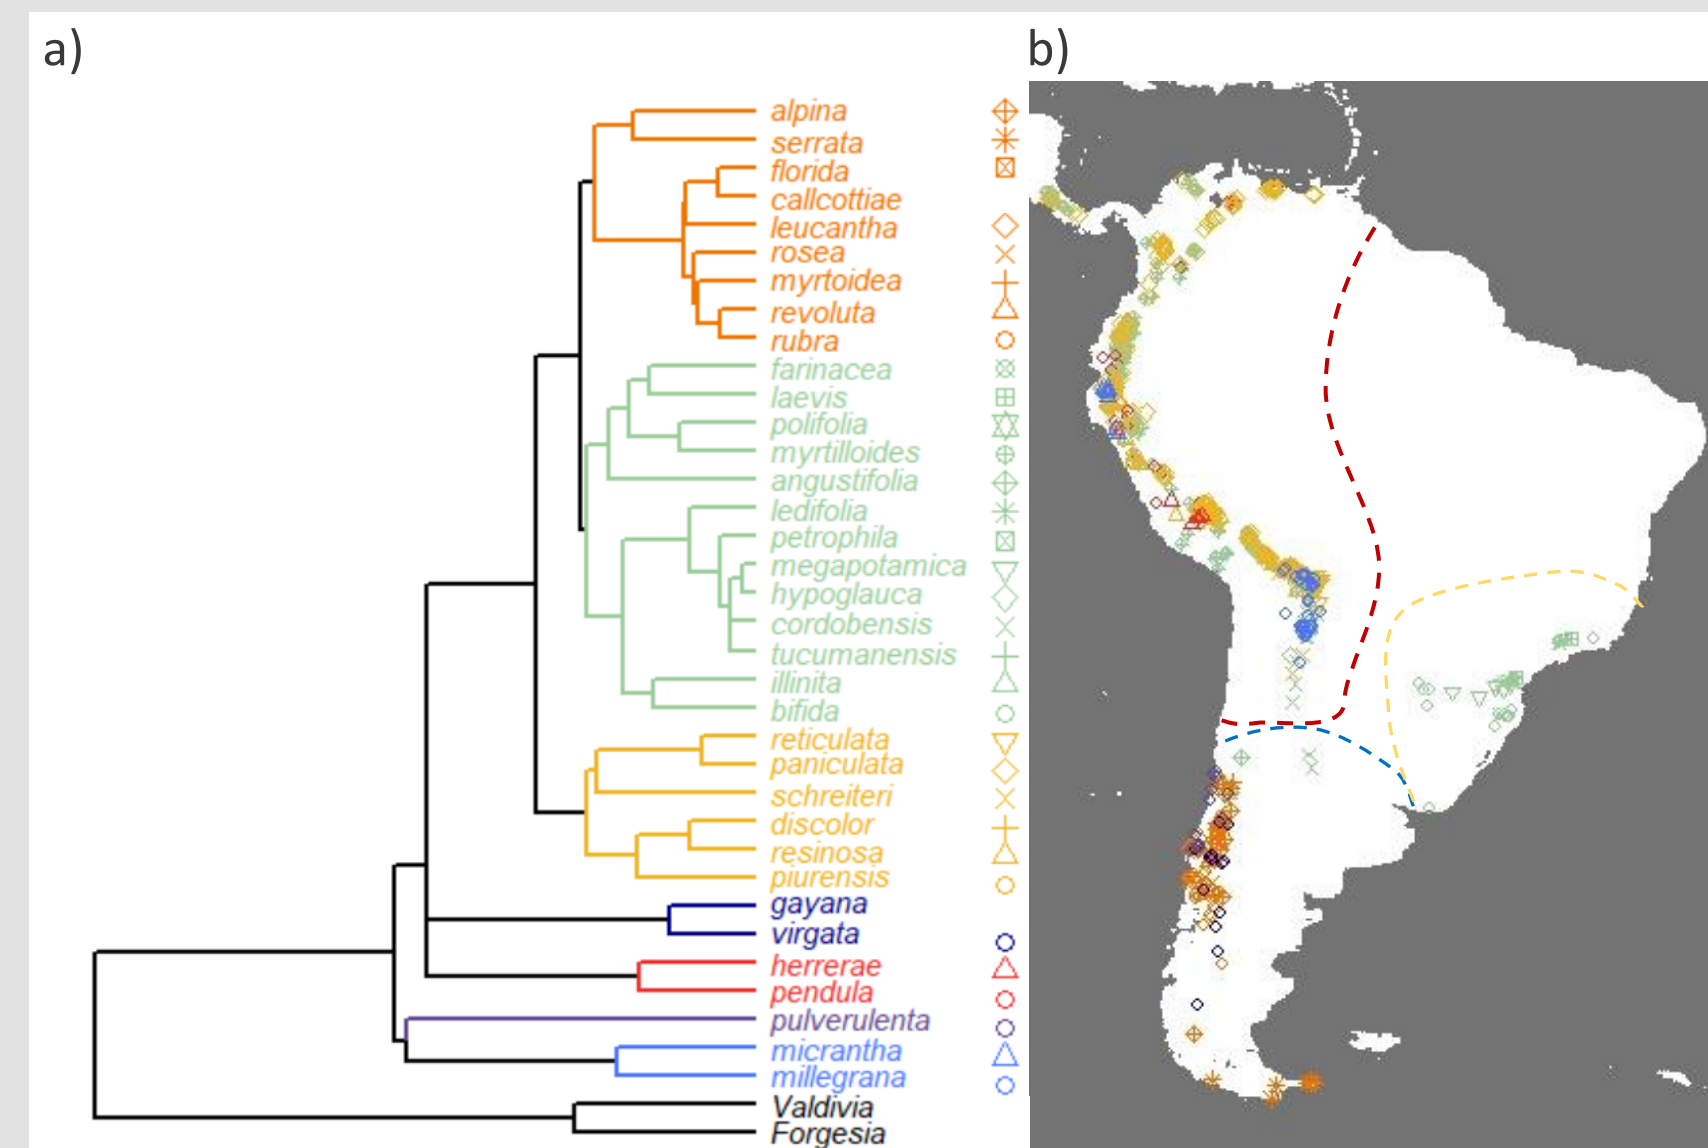 a)
b)
alpina
serrata
florida
callcottiae
leucantha
rosea
myrtoidea
revoluta
rubra
farinacea
laevis
polifolia
myrtilloides
angustifolia
ledifolia
petrophila
megapotamica
hypoglauca
cordobensis
tucumanensis
illinita
bifida
reticulata
paniculata
schreiteri
discolor
resinosa
piurensis
gayana
virgata
herrerae
pendula
pulverulenta
micrantha
millegrana
Valdivia
Forgesia